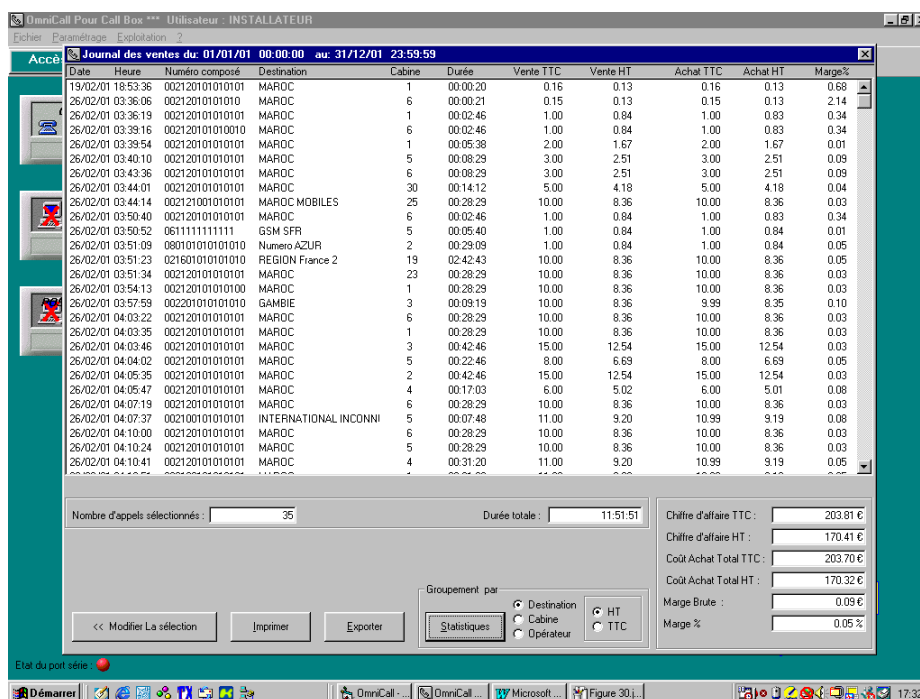 OmniCall Pour Call Box *** Utilisateur : INSTALLATEUR
Fichier Paramétrage Exploitation ?
Accè
Journal des ventes du: 01/01/01 00:00:00 au: 31/12/01 23:59:59
Date Heure Numéro composé Destination Cabine Durée Vente TTC Vente HT Achat TTC Achat HT Marge%
19/02/01 18:53:36 002120101010101 MAROC 1 00:00:20 0.16 0.13 0.16 0.13 0.68
26/02/01 03:36:06 00212010101010 MAROC 6 00:00:21 0.15 0.13 0.15 0.13 2.14
26/02/01 03:36:19 002120101010101 MAROC 1 00:02:46 1.00 0.84 1.00 0.83 0.34
26/02/01 03:39:16 002120101010010 MAROC 6 00:02:46 1.00 0.84 1.00 0.83 0.34
26/02/01 03:39:54 002120101010101 MAROC 1 00:05:38 2.00 1.67 2.00 1.67 0.01
26/02/01 03:40:10 002120101010101 MAROC 5 00:08:29 3.00 2.51 3.00 2.51 0.09
26/02/01 03:43:36 002120101010101 MAROC 6 00:08:29 3.00 2.51 3.00 2.51 0.09
26/02/01 03:44:01 002120101010101 MAROC 30 00:14:12 5.00 4.18 5.00 4.18 0.04
26/02/01 03:44:14 002121001010101 MAROC MOBILES 25 00:28:29 10.00 8.36 10.00 8.36 0.03
26/02/01 03:50:40 002120101010101 MAROC 6 00:02:46 1.00 0.84 1.00 0.83 0.34
26/02/01 03:50:52 0611111111111 GSM SFR 5 00:05:40 1.00 0.84 1.00 0.84 0.01
26/02/01 03:51:09 080101010101010 Numero AZUR 2 00:29:09 1.00 0.84 1.00 0.84 0.05
26/02/01 03:51:23 021601010101010 REGION France 2 19 02:42:43 10.00 8.36 10.00 8.36 0.05
26/02/01 03:51:34 002120101010101 MAROC 23 00:28:29 10.00 8.36 10.00 8.36 0.03
26/02/01 03:54:13 002120101010100 MAROC 1 00:28:29 10.00 8.36 10.00 8.36 0.03
26/02/01 03:57:59 002201010101010 GAMBIE 3 00:09:19 10.00 8.36 9.99 8.35 0.10
26/02/01 04:03:22 002120101010101 MAROC 6 00:28:29 10.00 8.36 10.00 8.36 0.03
26/02/01 04:03:35 002120101010101 MAROC 1 00:28:29 10.00 8.36 10.00 8.36 0.03
26/02/01 04:03:46 002120101010101 MAROC 3 00:42:46 15.00 12.54 15.00 12.54 0.03
26/02/01 04:04:02 002120101010101 MAROC 5 00:22:46 8.00 6.69 8.00 6.69 0.05
26/02/01 04:05:35 002120101010101 MAROC 2 00:42:46 15.00 12.54 15.00 12.54 0.03
26/02/01 04:05:47 002120101010101 MAROC 4 00:17:03 6.00 5.02 6.00 5.01 0.08
26/02/01 04:07:19 002120101010101 MAROC 6 00:28:29 10.00 8.36 10.00 8.36 0.03
26/02/01 04:07:37 002100101010101 INTERNATIONAL INCONN 5 00:07:48 11.00 9.20 10.99 9.19 0.08
26/02/01 04:10:00 002120101010101 MAROC 6 00:28:29 10.00 8.36 10.00 8.36 0.03
26/02/01 04:10:24 002120101010101 MAROC 5 00:28:29 10.00 8.36 10.00 8.36 0.03
26/02/01 04:10:41 002120101010101 MAROC 4 00:31:20 11.00 9.20 10.99 9.19 0.05
Nombre d'appels sélectionnés : 35 Durée totale : 11:51:51
Chiffre d'affaire TTC : 203.81 €
Chiffre d'affaire HT : 170.41 €
Coût Achat Total TTC : 203.70 €
Coût Achat Total HT : 170.32 €
Marge Brute : 0.09 €
Marge % 0.05 %
Groupement par
Destination
Cabine
Opérateur
HT
TTC
<< Modifier La sélection Imprimer Exporter Statistiques
Etat du port série :
Démarrer OmniCall - ... OmniCall ... Microsoft ... Figure 30.j... 17:3